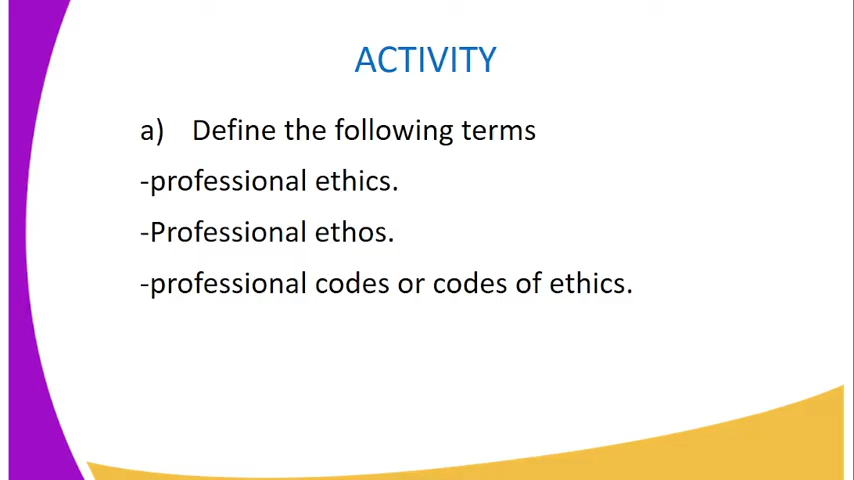 ACTIVITY
a) Define the following terms
-professional ethics.
-Professional ethos.
-professional codes or codes of ethics.